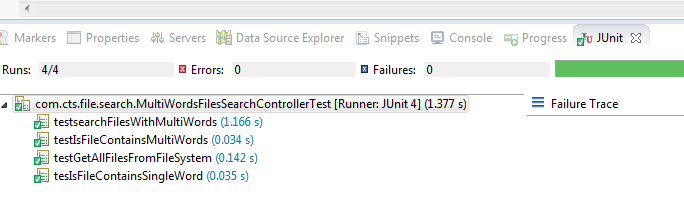 Markers Properties Servers Data Source Explorer Snippets Console Progress JUnit
Runs: 4/4 Errors: 0 Failures: 0
com.cts.file.search.MultiWordsFilesSearchControllerTest [Runner: JUnit 4] (1.377 s)
Failure Trace
testsearchFilesWithMultiWords (1.166 s)
testIsFileContainsMultiWords (0.034 s)
testGetAllFilesFromFileSystem (0.142 s)
tesIsFileContainsSingleWord (0.035 s)